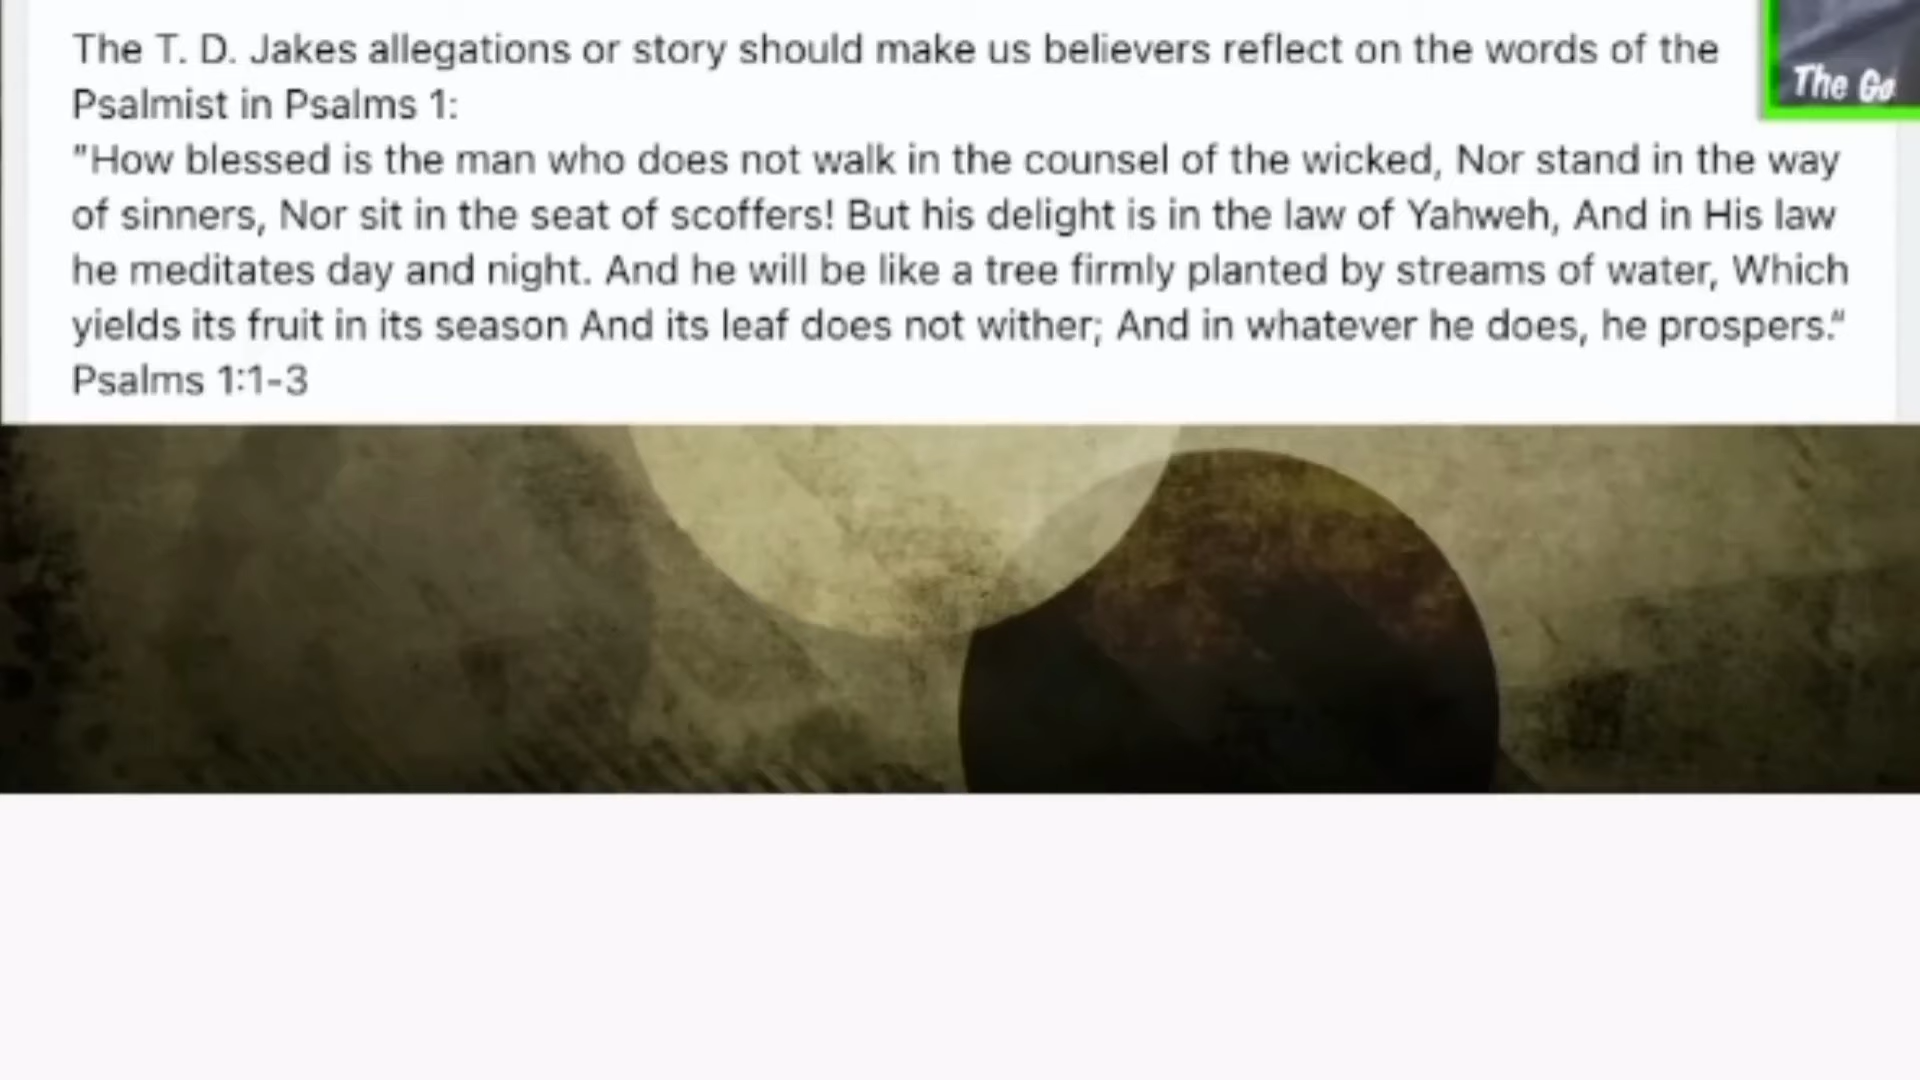 The T. D. Jakes allegations or story should make us believers reflect on the words of the
Psalmist in Psalms 1:
"How blessed is the man who does not walk in the counsel of the wicked, Nor stand in the way
of sinners, Nor sit in the seat of scoffers! But his delight is in the law of Yahweh, And in His law
he meditates day and night. And he will be like a tree firmly planted by streams of water, Which
yields its fruit in its season And its leaf does not wither; And in whatever he does, he prospers."
Psalms 1:1-3
The Go